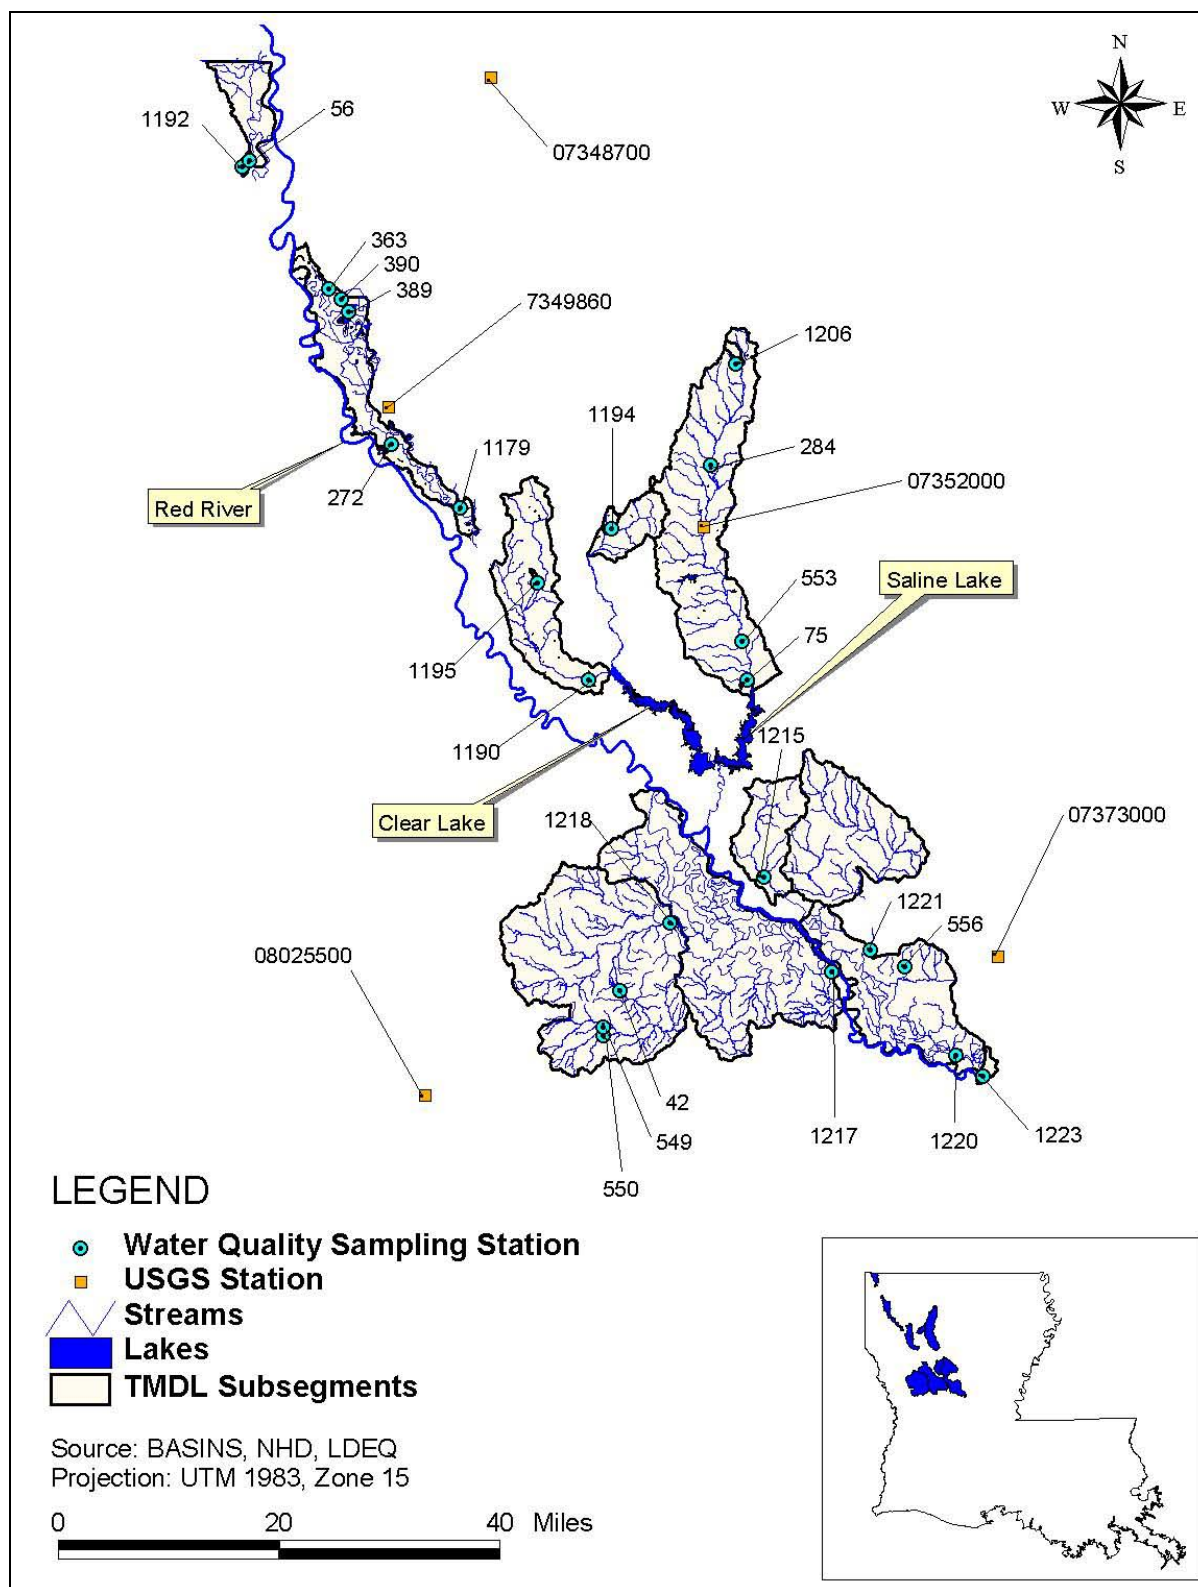 N
W
E
S
56
1192
07348700
363
390
389
7349860
1206
1194
284
1179
07352000
272
Red River
553
Saline Lake
75
1195
1215
1190
Clear Lake
1218
07373000
1221
556
08025500
42
1217
1220
1223
549
550
LEGEND
Water Quality Sampling Station
USGS Station
Streams
Lakes
TMDL Subsegments
Source: BASINS, NHD, LDEQ
Projection: UTM 1983, Zone 15
0 20 40 Miles